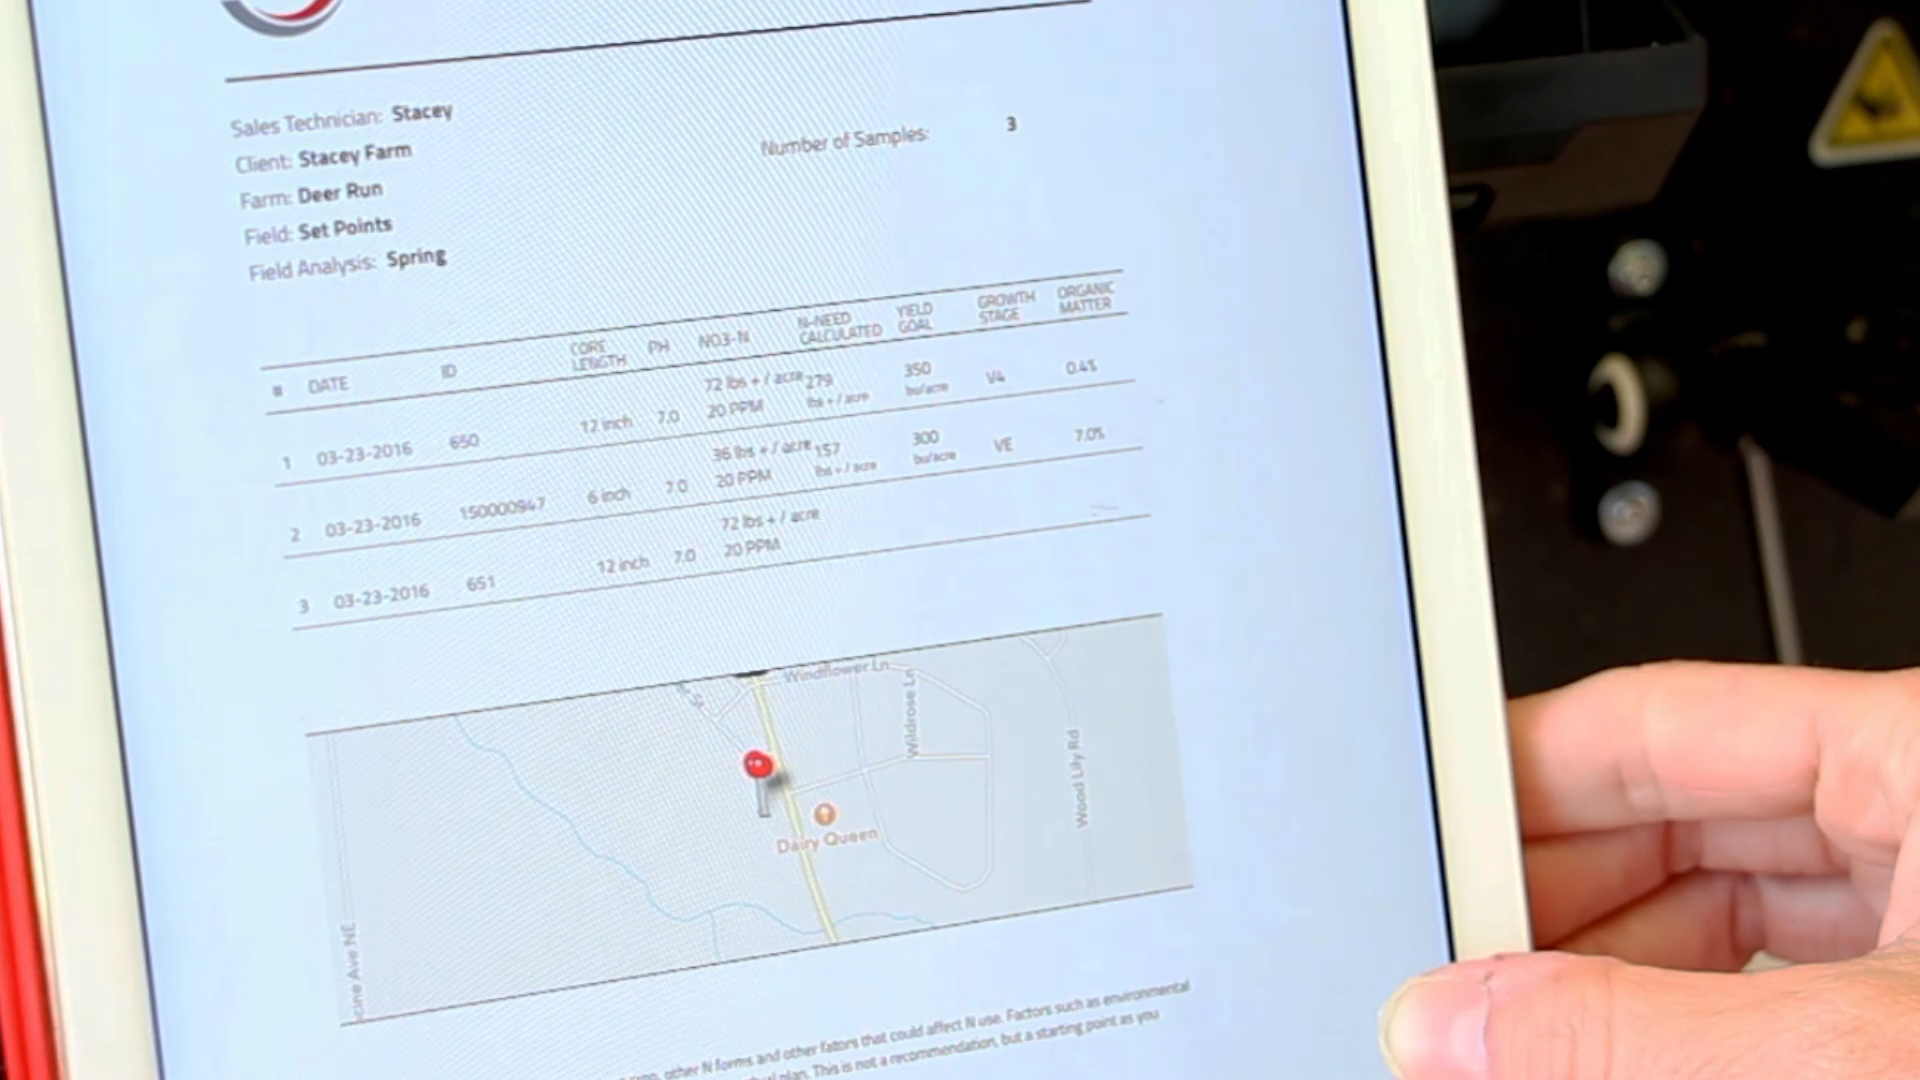 Sales Technician: Stacey
Client: Stacey Farm
Number of Samples: 3
Farm: Deer Run
Field: Set Points
Field Analysis: Spring
# DATE ID CORE LENGTH PH NO3-N N-NEED CALCULATED YIELD GOAL GROWTH STAGE ORGANIC MATTER
1 03-23-2016 650 12 inch 7.0 72 lbs + / acre 20 PPM 279 lbs + / acre 350 bu/acre V4
2 03-23-2016 150000947 6 inch 7.0 36 lbs + / acre 20 PPM 157 lbs + / acre 300 bu/acre VE 7.0%
3 03-23-2016 651 12 inch 7.0 72 lbs + / acre 20 PPM
Windflower Ln
Wildrose Ln
Wood Lily Rd
Dairy Queen
Ave NE
other N forms and other fators that could affect N use. Factors such as environmental
plan. This is not a recommendation, but a starting point as you